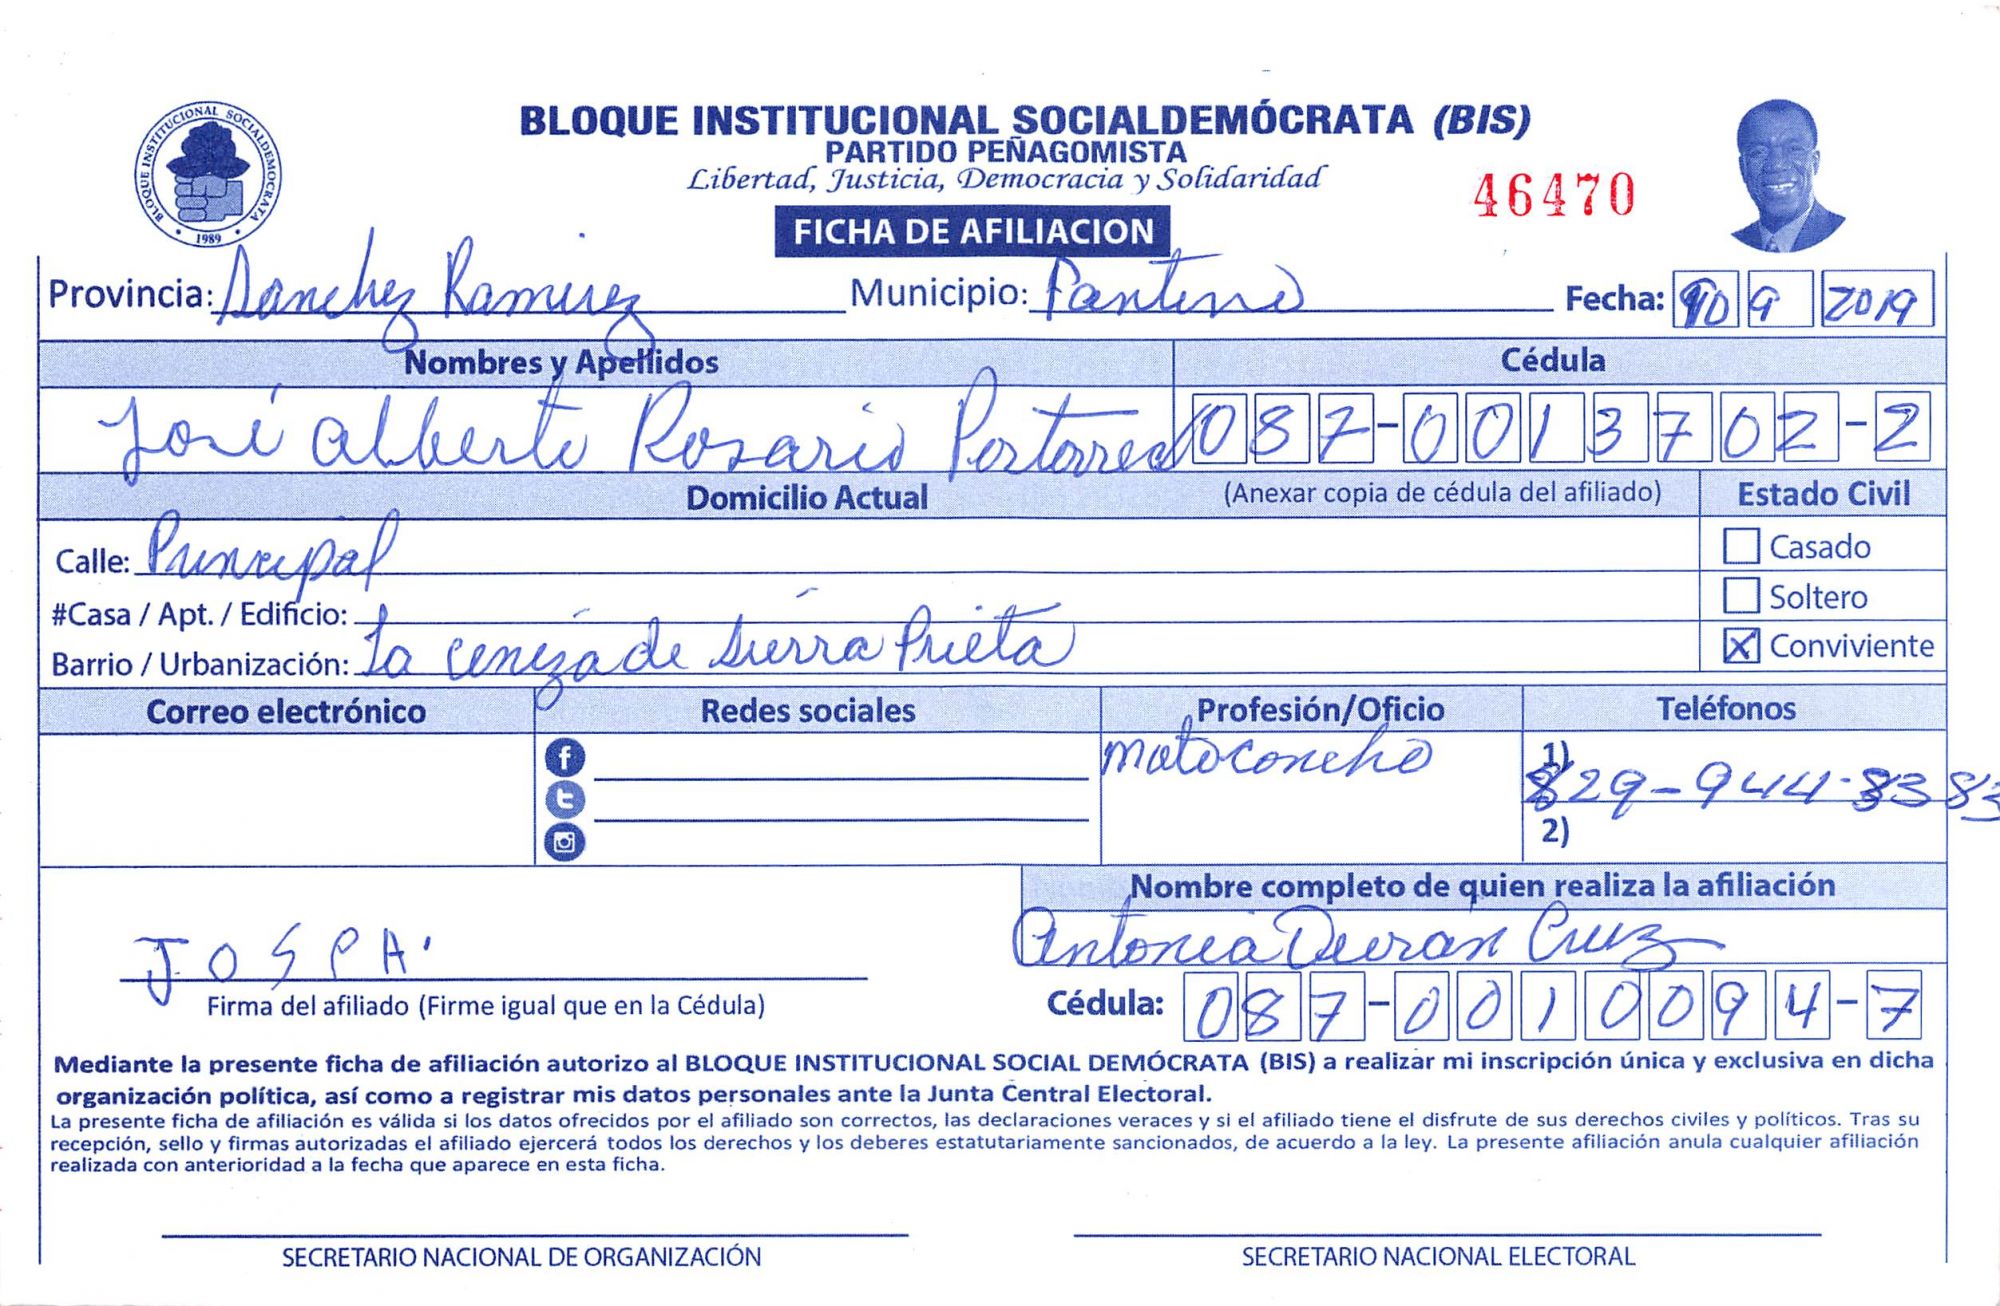 BLOQUE INSTITUCIONAL SOCIALDEMÓCRATA (BIS)
PARTIDO PEÑAGOMISTA
Libertad, Justicia, Democracia y Solidaridad
46470
FICHA DE AFILIACION
BLOQUE INSTITUCIONAL SOCIALDEMOCRATA
1989
Provincia: Sanchez Ramirez Municipio: Fantino Fecha: 10 9 2019
Nombres y Apellidos Cédula
José Alberto Rosario Portorreal 087-0013702-2
Domicilio Actual (Anexar copia de cédula del afiliado) Estado Civil
Calle: Principal
Casado
#Casa / Apt. / Edificio:
Soltero
Barrio / Urbanización: La ceniza de Sierra Prieta
X Conviviente
Correo electrónico Redes sociales Profesión/Oficio Teléfonos
motoconcho
1) 829-944-8383
2)
Nombre completo de quien realiza la afiliación
Antonia Duran Cruz
JOSPA
Firma del afiliado (Firme igual que en la Cédula)
Cédula: 087-0010094-7
Mediante la presente ficha de afiliación autorizo al BLOQUE INSTITUCIONAL SOCIAL DEMÓCRATA (BIS) a realizar mi inscripción única y exclusiva en dicha
organización política, así como a registrar mis datos personales ante la Junta Central Electoral.
La presente ficha de afiliación es válida si los datos ofrecidos por el afiliado son correctos, las declaraciones veraces y si el afiliado tiene el disfrute de sus derechos civiles y políticos. Tras su
recepción, sello y firmas autorizadas el afiliado ejercerá todos los derechos y los deberes estatutariamente sancionados, de acuerdo a la ley. La presente afiliación anula cualquier afiliación
realizada con anterioridad a la fecha que aparece en esta ficha.
SECRETARIO NACIONAL DE ORGANIZACIÓN SECRETARIO NACIONAL ELECTORAL